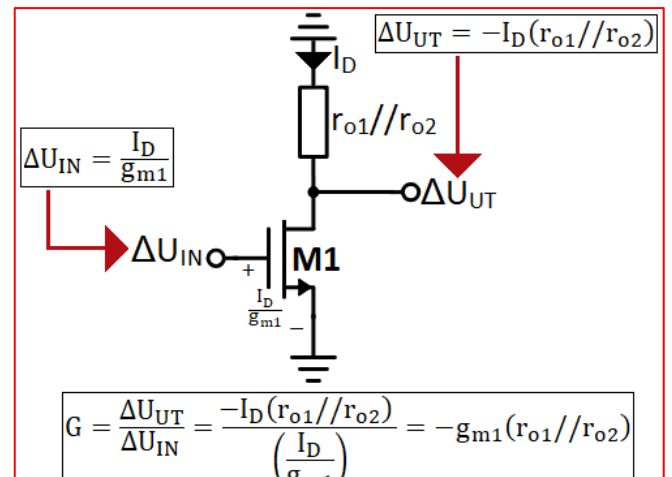 ΔU_UT = −I_D(r_o1//r_o2)
I_D
r_o1//r_o2
ΔU_IN = I_D/g_m1
ΔU_UT
ΔU_IN
M1
+
I_D/g_m1
−
G = ΔU_UT/ΔU_IN = −I_D(r_o1//r_o2)/(I_D/g_m1) = −g_m1(r_o1//r_o2)